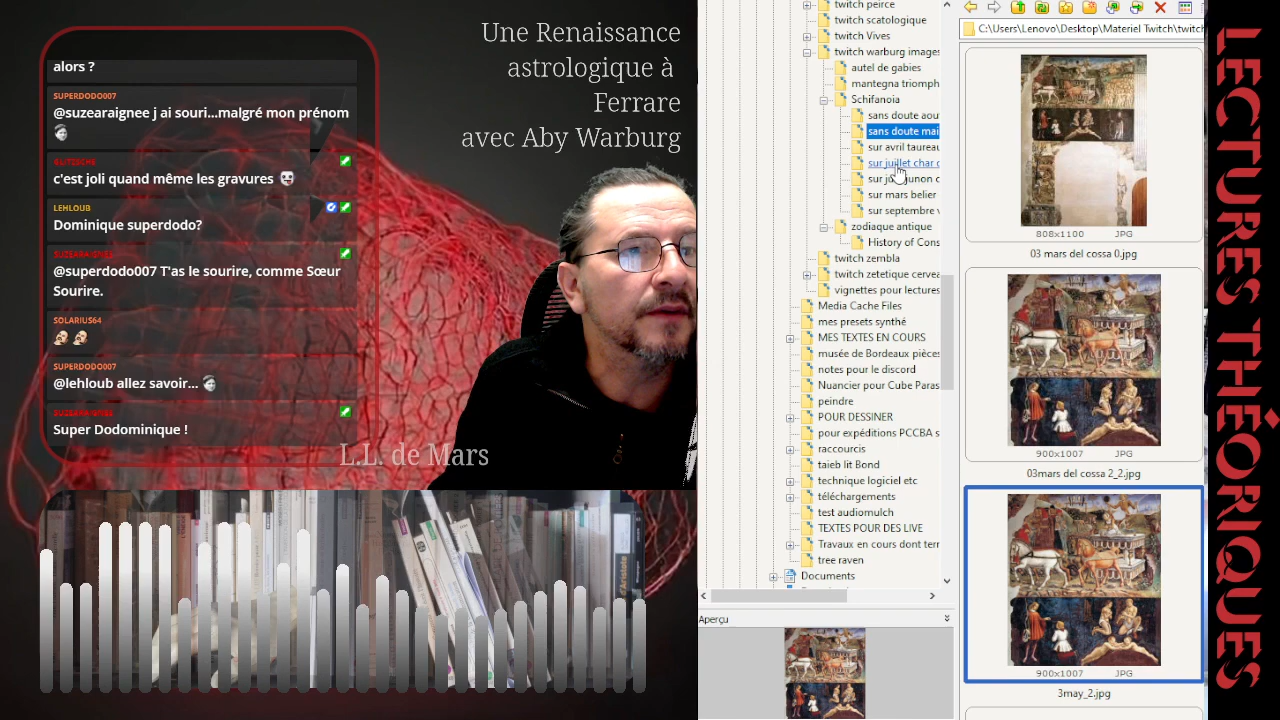 alors ?
SUPERDODO007
@suzearaignee j ai souri...malgré mon prénom
GLITZSCHE
c'est joli quand même les gravures
LEHLOUB
Dominique superdodo?
SUZEARAIGNEE
@superdodo007 T'as le sourire, comme Sœur
Sourire.
SOLARIUS64
SUPERDODO007
@lehloub allez savoir...
SUZEARAIGNEE
Super Dodominique !
Une Renaissance
astrologique à
Ferrare
avec Aby Warburg
L.L. de Mars
twitch peirce
twitch scatologique
twitch Vives
twitch warburg images
autel de gabies
mantegna triomph
Schifanoia
sans doute aou
sans doute mai
sur avril taureau
sur juillet char
sur mars belier
sur septembre v
zodiaque antique
History of Cons
twitch zembla
twitch zetetique cervea
vignettes pour lectures
Media Cache Files
mes presets synthé
MES TEXTES EN COURS
musée de Bordeaux pièces
notes pour le discord
Nuancier pour Cube Paras
peindre
POUR DESSINER
pour expéditions PCCBA s
raccourcis
taieb lit Bond
technique logiciel etc
téléchargements
test audiomulch
TEXTES POUR DES LIVE
Travaux en cours dont terr
tree raven
Documents
Aperçu
C:\Users\Lenovo\Desktop\Materiel Twitch\twitch
808x1100 JPG
03 mars del cossa 0.jpg
900x1007 JPG
03mars del cossa 2_2.jpg
900x1007 JPG
3may_2.jpg
LECTURES THÉORIQUES